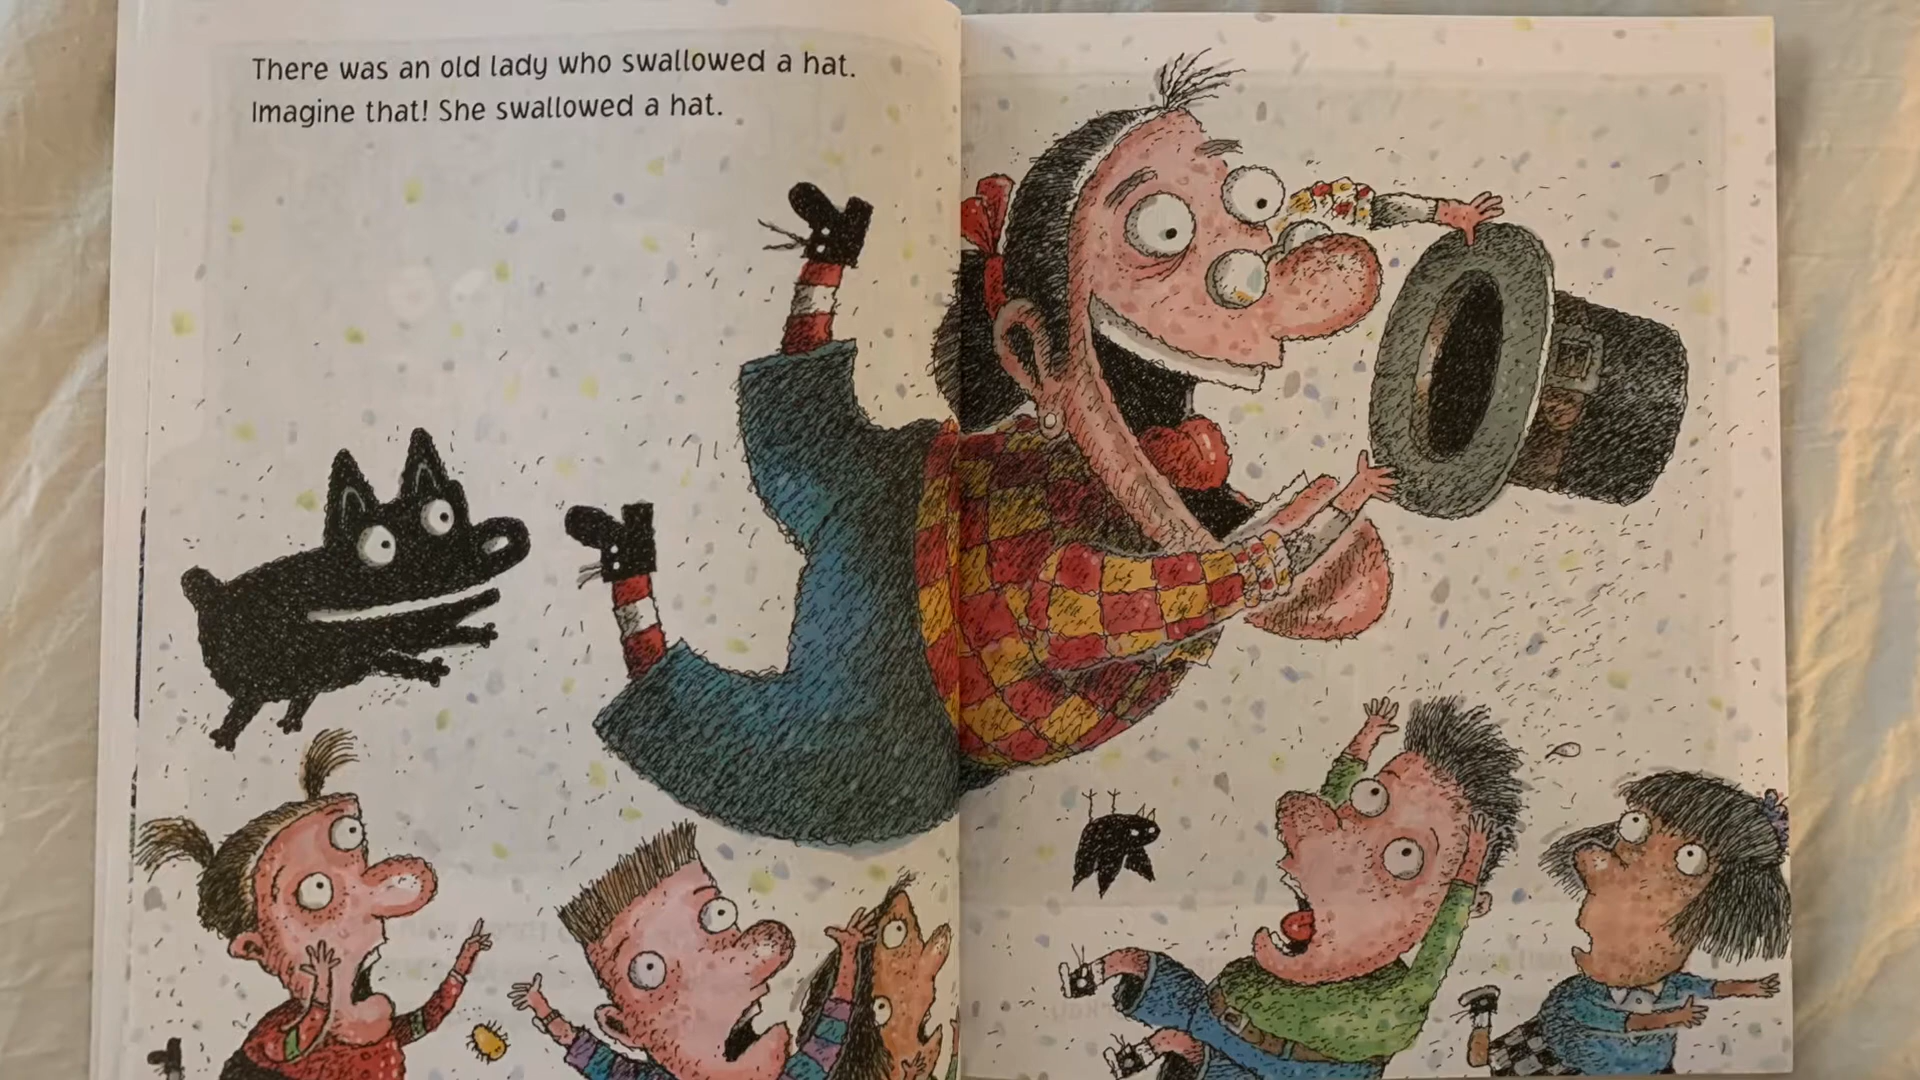 There was an old lady who swallowed a hat.
Imagine that! She swallowed a hat.